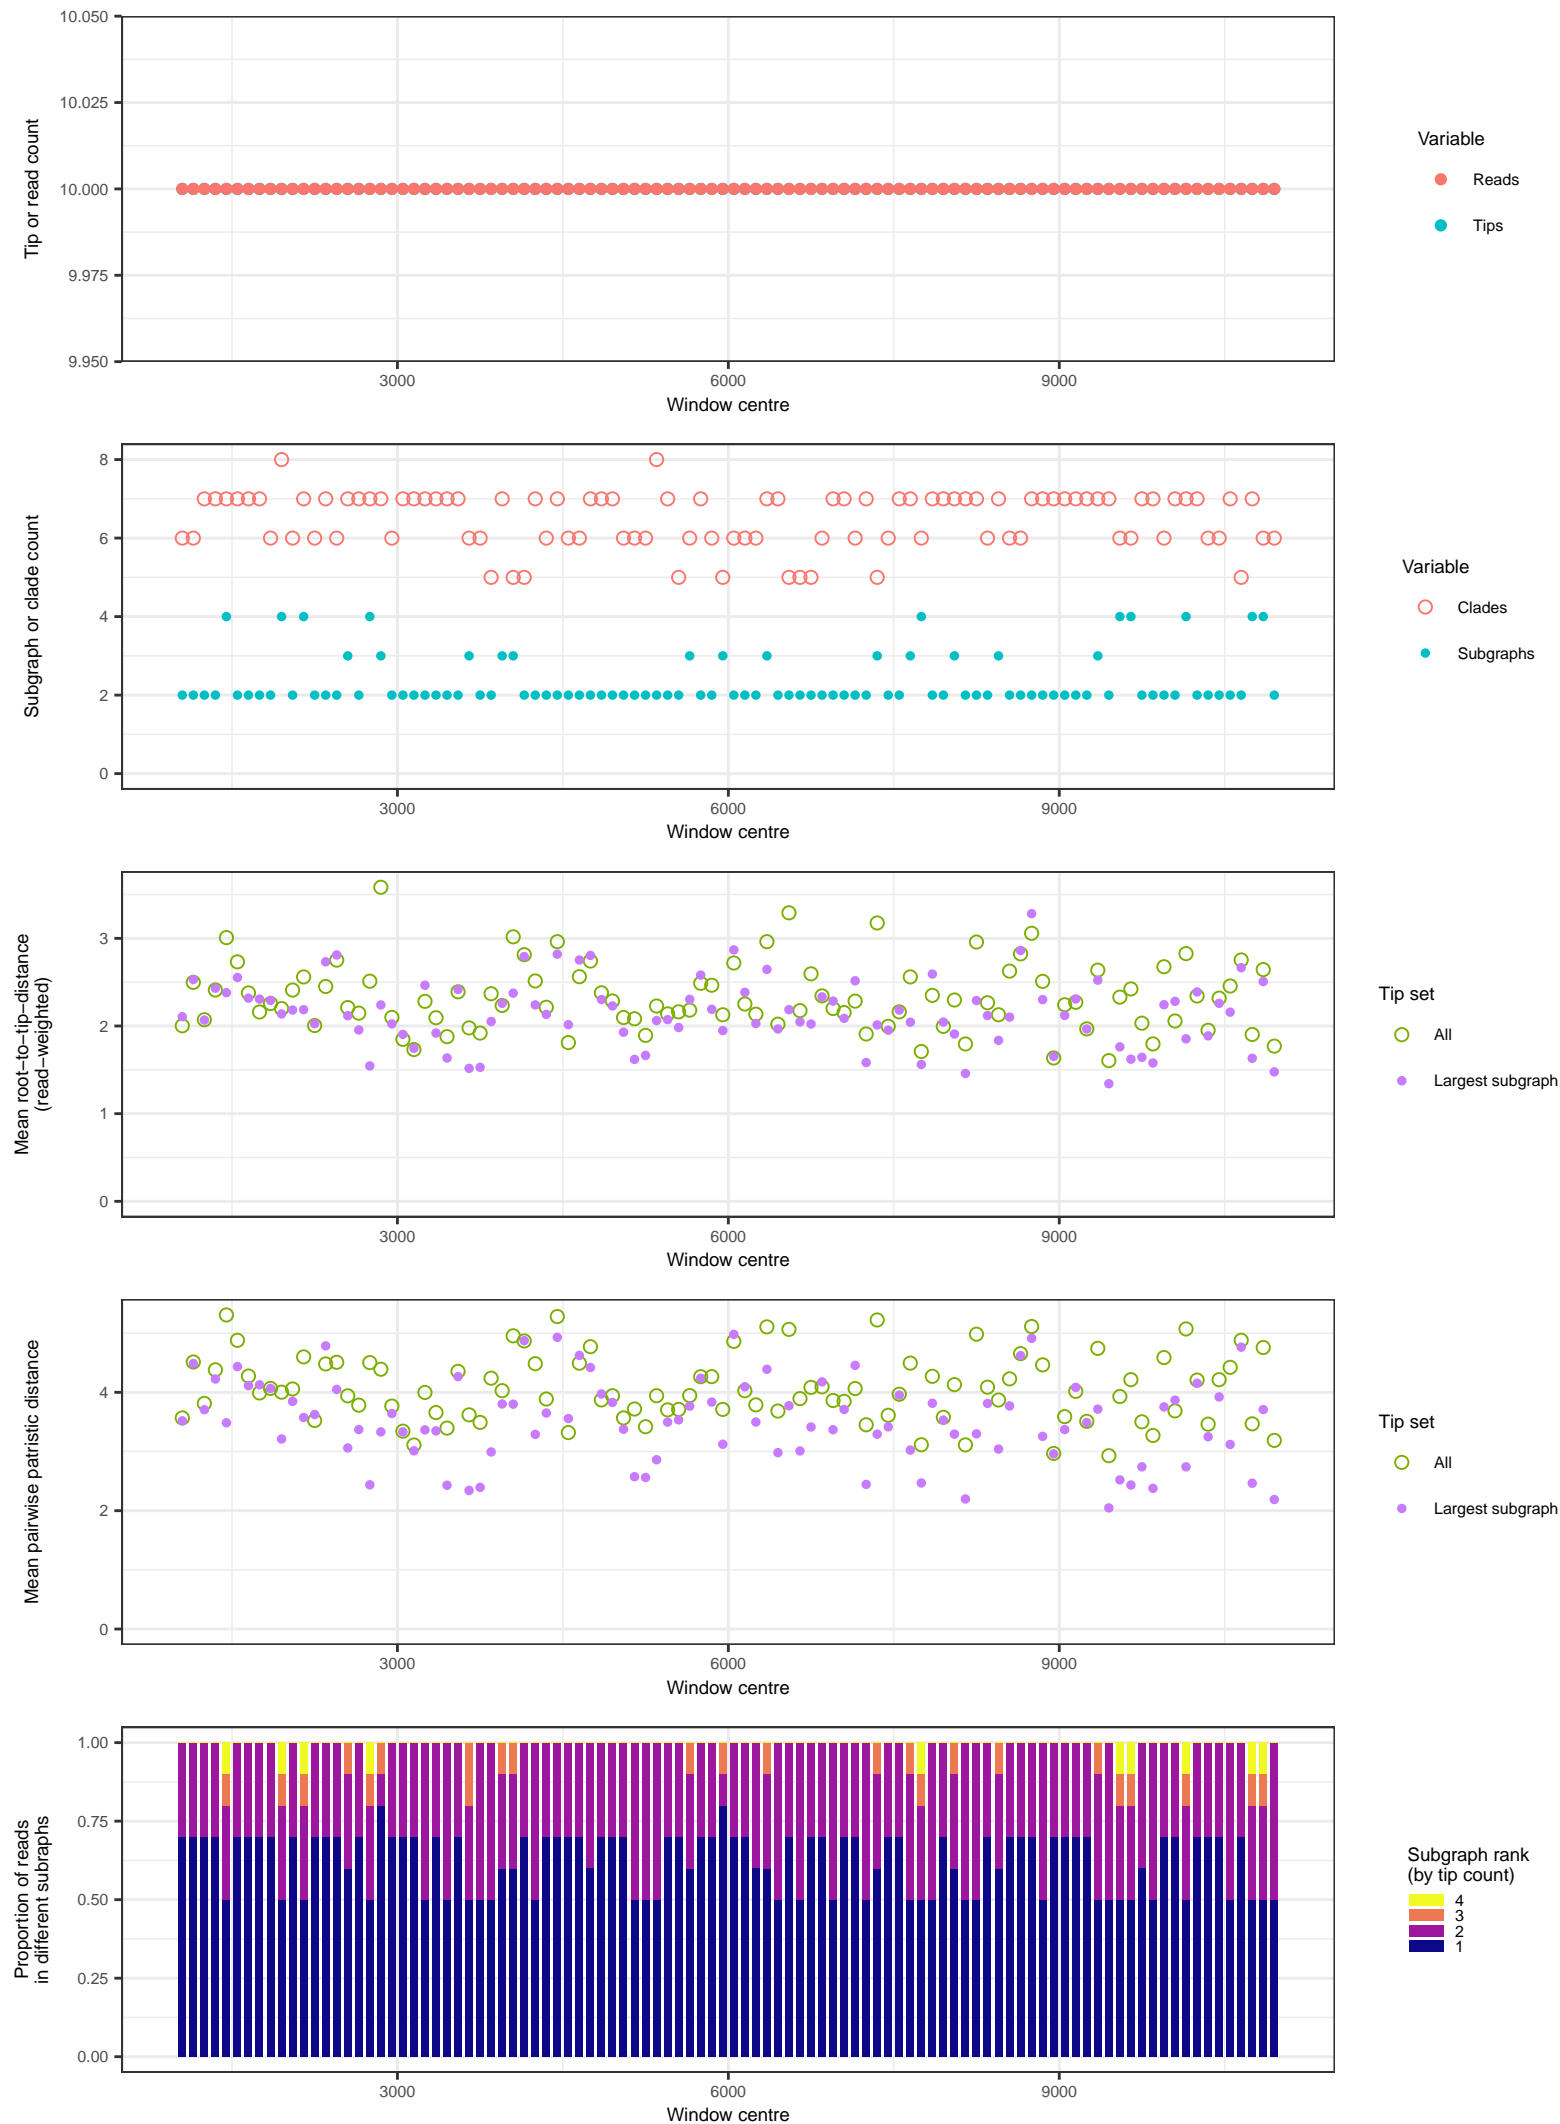 10.050
10.025
10.000
9.975
9.950
Tip or read count
3000 6000 9000
Window centre
Variable
Reads
Tips
8
6
4
2
0
Subgraph or clade count
3000 6000 9000
Window centre
Variable
Clades
Subgraphs
3
2
1
0
Mean root−to−tip−distance
(read−weighted)
3000 6000 9000
Window centre
Tip set
All
Largest subgraph
4
2
0
Mean pairwise patristic distance
3000 6000 9000
Window centre
Tip set
All
Largest subgraph
1.00
0.75
0.50
0.25
0.00
Proportion of reads
in different subraphs
3000 6000 9000
Window centre
Subgraph rank
(by tip count)
4
3
2
1